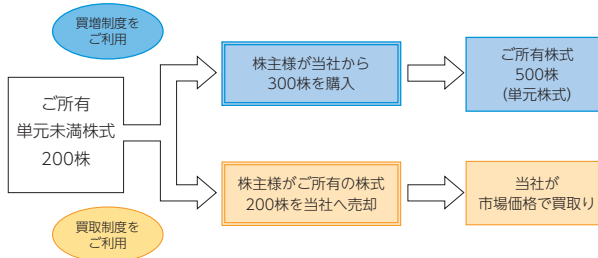 買増制度を
ご利用
ご所有
単元未満株式
200株
株主様が当社から
300株を購入
ご所有株式
500株
(単元株式)
株主様がご所有の株式
200株を当社へ売却
当社が
市場価格で買取り
買取制度を
ご利用